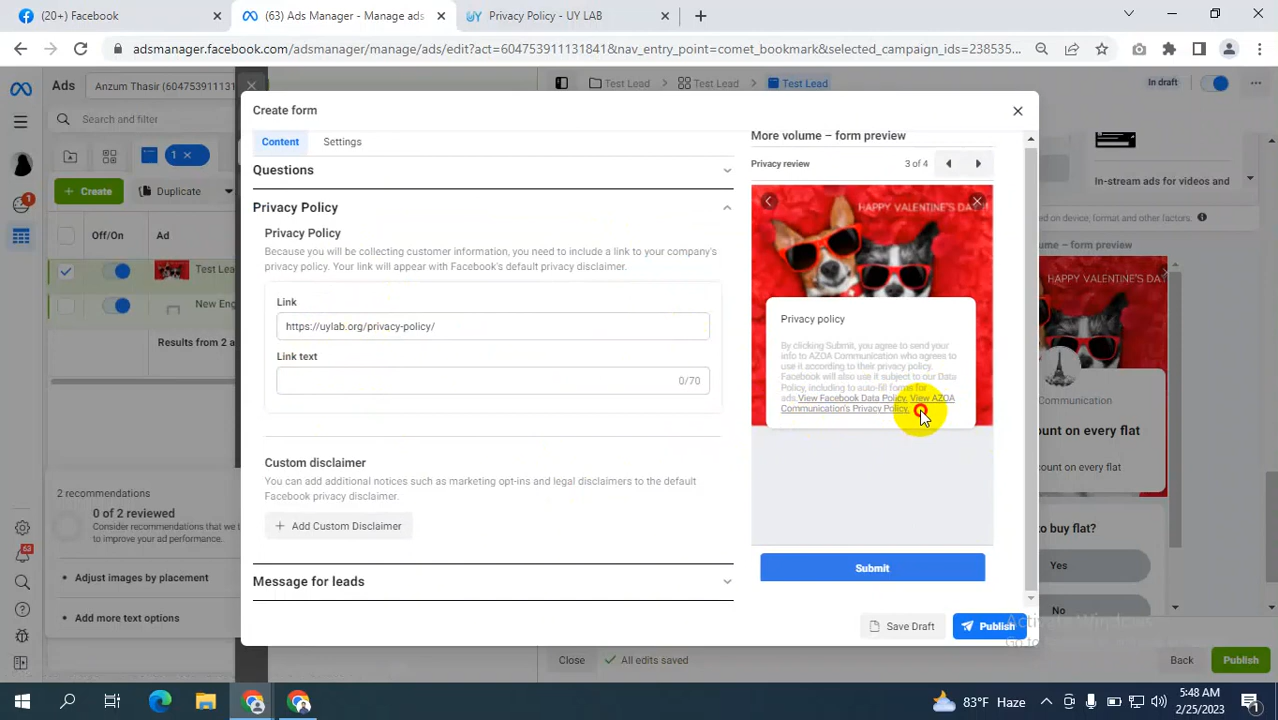 (20+) Facebook
(63) Ads Manager - Manage ads
Privacy Policy - UY LAB
adsmanager.facebook.com/adsmanager/manage/ads/edit?act=604753911131841&nav_entry_point=comet_bookmark&selected_campaign_ids=238535...
Ads
Anzum Thasir (6047539111
Search and filter
1
Create
Duplicate
Off/On
Ad
Test Lea
New Eng
Results from 2 a
2 recommendations
0 of 2 reviewed
Consider recommendations that we
to improve your ad performance.
Adjust images by placement
Add more text options
1
63
Create form
Content
Settings
Questions
Privacy Policy
Privacy Policy
Because you will be collecting customer information, you need to include a link to your company's
privacy policy. Your link will appear with Facebook's default privacy disclaimer.
Link
https://uylab.org/privacy-policy/
Link text
0/70
Custom disclaimer
You can add additional notices such as marketing opt-ins and legal disclaimers to the default
Facebook privacy disclaimer.
Add Custom Disclaimer
Message for leads
More volume – form preview
Privacy review
3 of 4
HAPPY VALENTINE'S DAY!
Privacy policy
By clicking Submit, you agree to send your
info to AZOA Communication who agrees to
use it according to their privacy policy.
Facebook will also use it subject to our Data
Policy, including to auto-fill forms for
ads.View Facebook Data Policy. View AZOA
Communication's Privacy Policy.
Submit
Save Draft
Publish
New Lead
Test Lead
Test Lead
In draft
In-stream ads for videos and
ed on device, format and other factors.
e – form preview
HAPPY VALENTINE'S DA
Communication
ount on every flat
count on every flat
to buy flat?
Yes
No
Activate Windows
Close
All edits saved
Back
Publish
83°F Haze
5:48 AM
2/25/2023
1